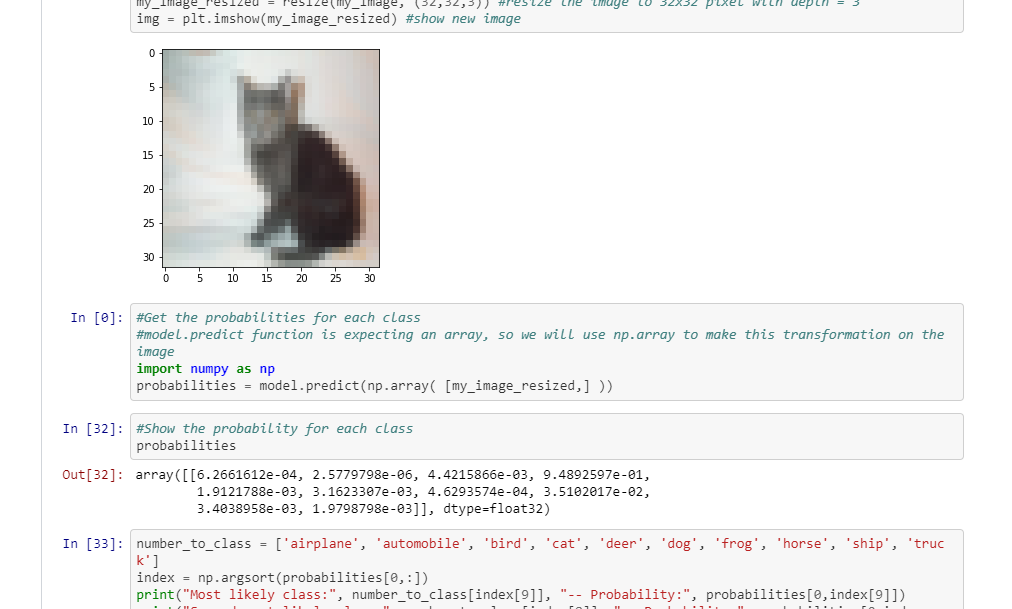 my_image_resized = resize(my_image, (32,32,3)) #resize the image to 32x32 pixel with depth = 3
img = plt.imshow(my_image_resized) #show new image
0
5
10
15
20
25
30
0 5 10 15 20 25 30
In [0]: #Get the probabilities for each class
#model.predict function is expecting an array, so we will use np.array to make this transformation on the
image
import numpy as np
probabilities = model.predict(np.array( [my_image_resized,] ))
In [32]: #Show the probability for each class
probabilities
Out[32]: array([[6.2661612e-04, 2.5779798e-06, 4.4215866e-03, 9.4892597e-01,
1.9121788e-03, 3.1623307e-03, 4.6293574e-04, 3.5102017e-02,
3.4038958e-03, 1.9798798e-03]], dtype=float32)
In [33]: number_to_class = ['airplane', 'automobile', 'bird', 'cat', 'deer', 'dog', 'frog', 'horse', 'ship', 'truc
k']
index = np.argsort(probabilities[0,:])
print("Most likely class:", number_to_class[index[9]], "-- Probability:", probabilities[0,index[9]])